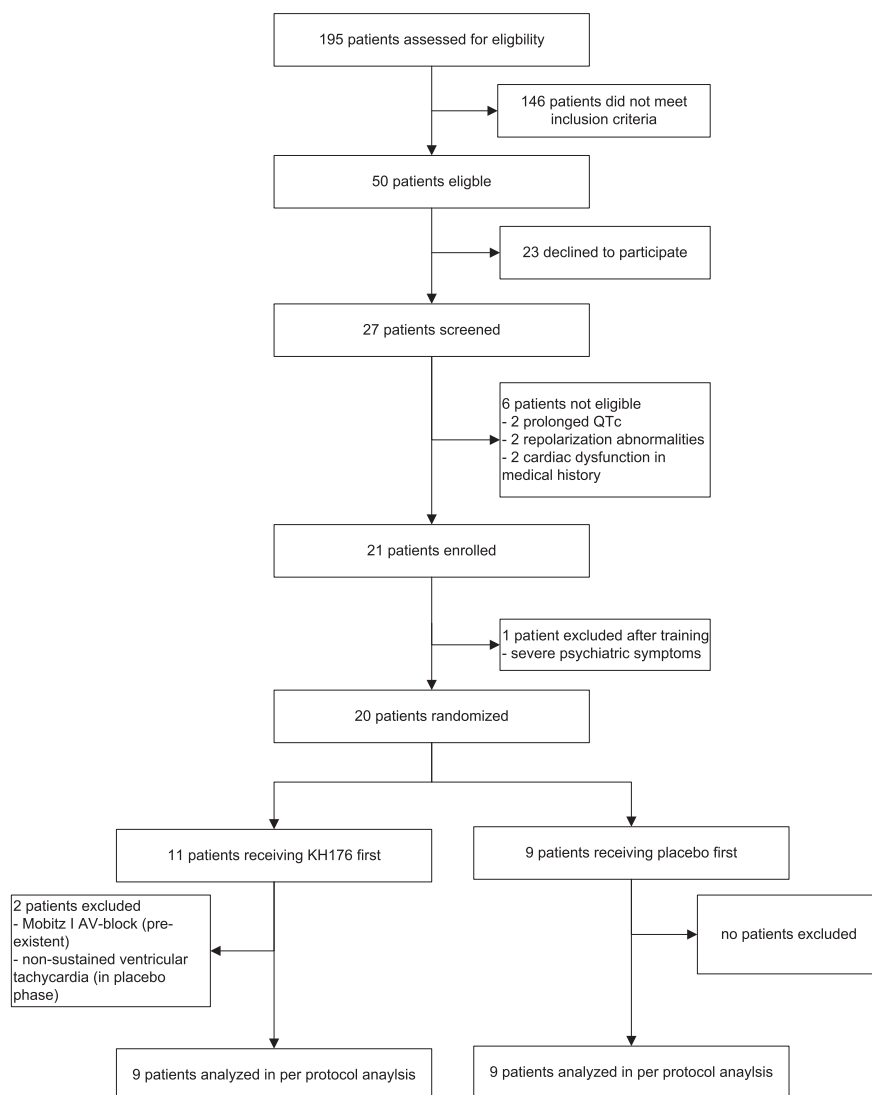 195 patients assessed for eligbility
146 patients did not meet
inclusion criteria
50 patients eligble
23 declined to participate
27 patients screened
6 patients not eligible
- 2 prolonged QTc
- 2 repolarization abnormalities
- 2 cardiac dysfunction in
medical history
21 patients enrolled
1 patient excluded after training
- severe psychiatric symptoms
20 patients randomized
11 patients receiving KH176 first
9 patients receiving placebo first
2 patients excluded
- Mobitz I AV-block (pre-
existent)
- non-sustained ventricular
tachycardia (in placebo
phase)
no patients excluded
9 patients analyzed in per protocol anaylsis
9 patients analyzed in per protocol anaylsis